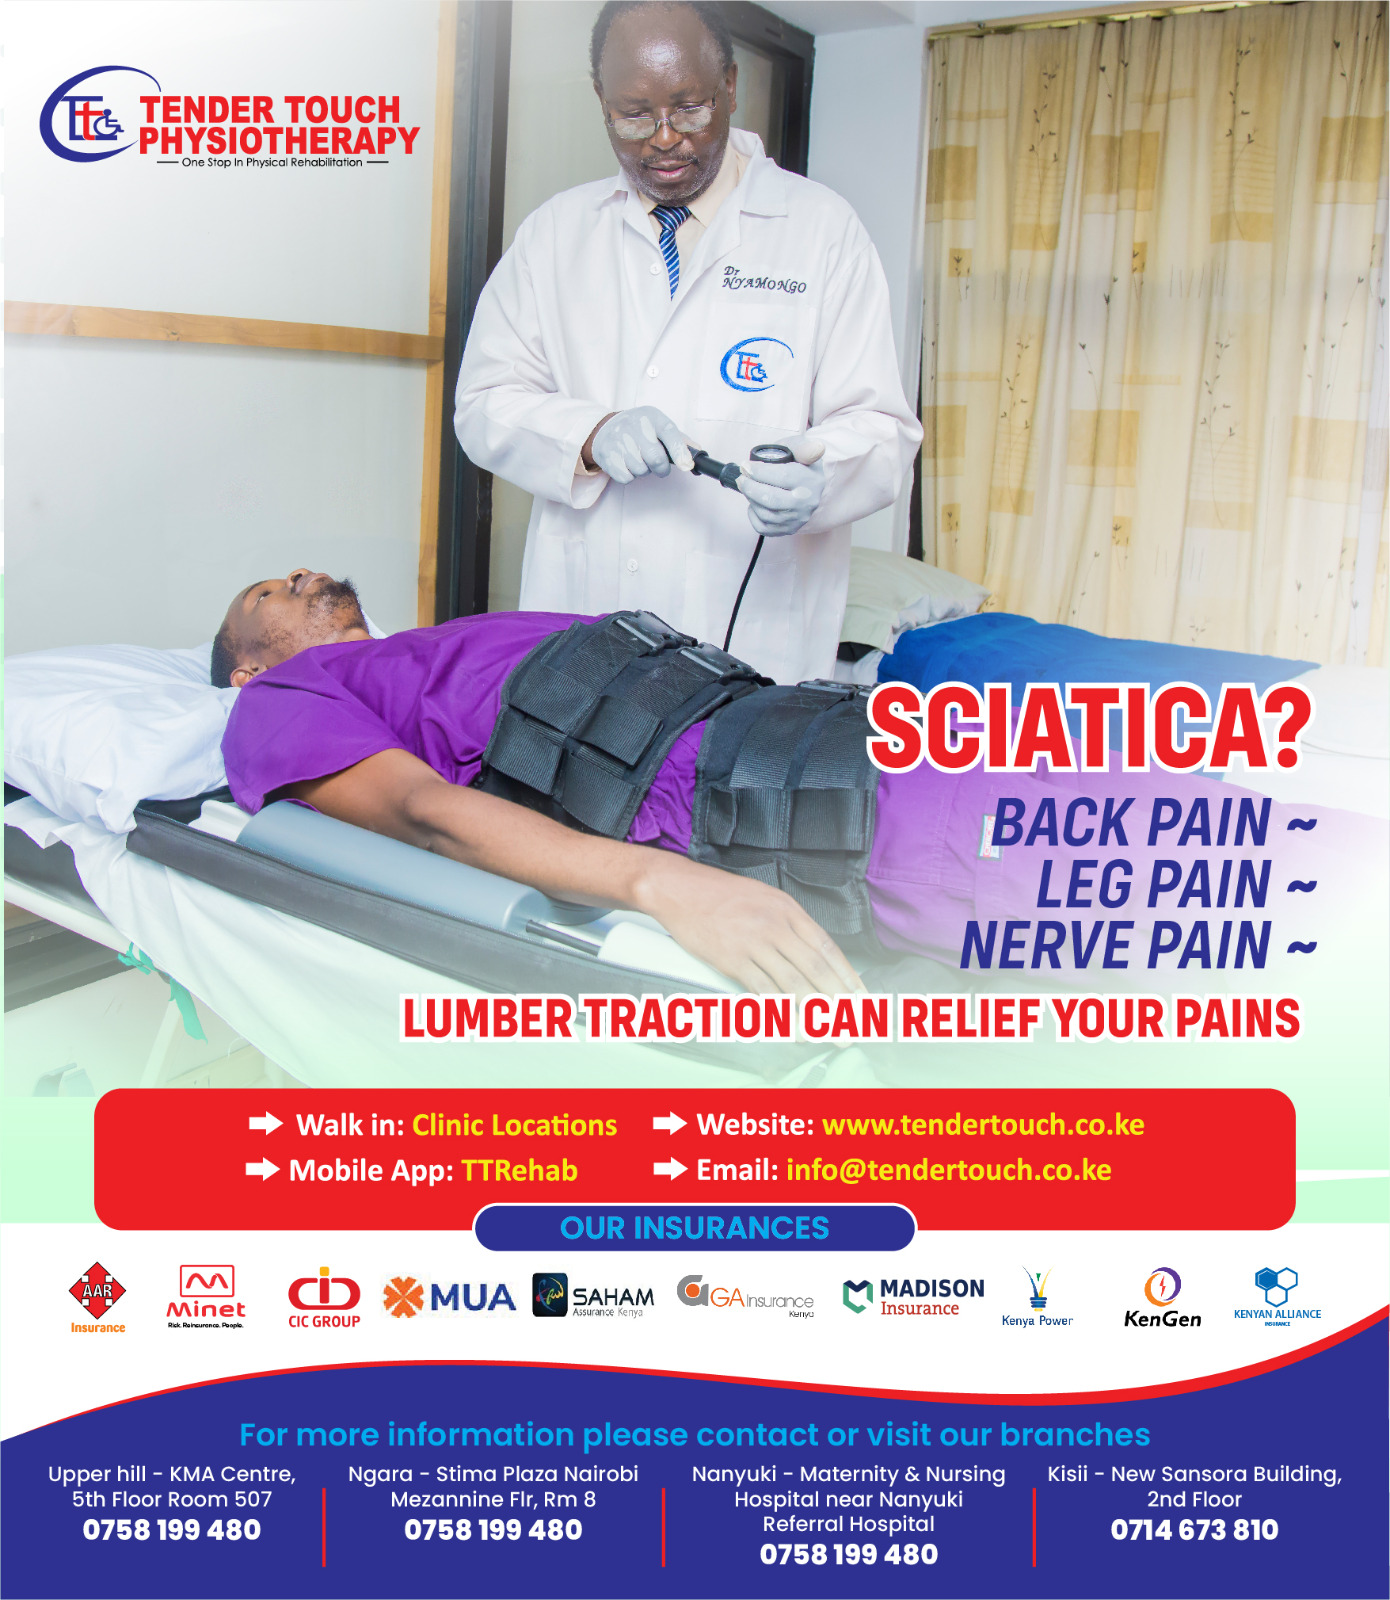 TENDER TOUCH
PHYSIOTHERAPY
One Stop In Physical Rehabilitation
Dr
NYAMONGO
SCIATICA?
BACK PAIN ~
LEG PAIN ~
NERVE PAIN ~
LUMBER TRACTION CAN RELIEF YOUR PAINS
Walk in: Clinic Locations
Website: www.tendertouch.co.ke
Mobile App: TTRehab
Email: info@tendertouch.co.ke
OUR INSURANCES
AAR
Insurance
Minet
Risk. Reinsurance. People.
CIC GROUP
MUA
SAHAM
Assurance Kenya
GA Insurance
Kenya
MADISON
Insurance
Kenya Power
KenGen
KENYAN ALLIANCE
INSURANCE
For more information please contact or visit our branches
Upper hill - KMA Centre,
5th Floor Room 507
0758 199 480
Ngara - Stima Plaza Nairobi
Mezannine Flr, Rm 8
0758 199 480
Nanyuki - Maternity & Nursing
Hospital near Nanyuki
Referral Hospital
0758 199 480
Kisii - New Sansora Building,
2nd Floor
0714 673 810